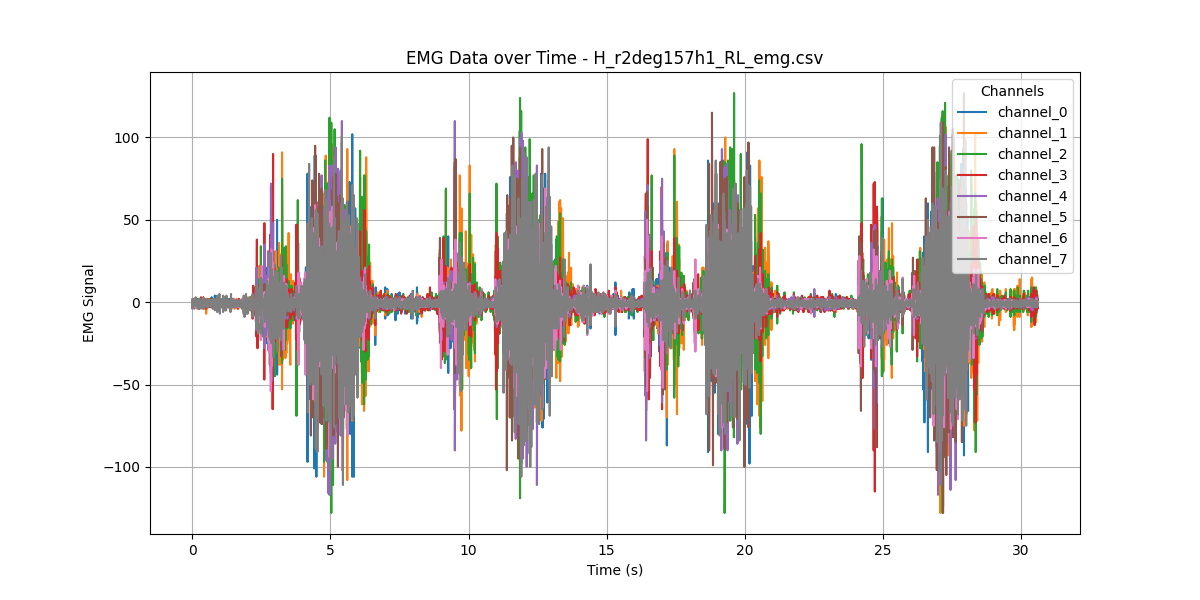 EMG Data over Time - H_r2deg157h1_RL_emg.csv
Channels
channel_0
channel_1
channel_2
channel_3
channel_4
channel_5
channel_6
channel_7
EMG Signal
100
50
0
−50
−100
0
5
10
15
20
25
30
Time (s)